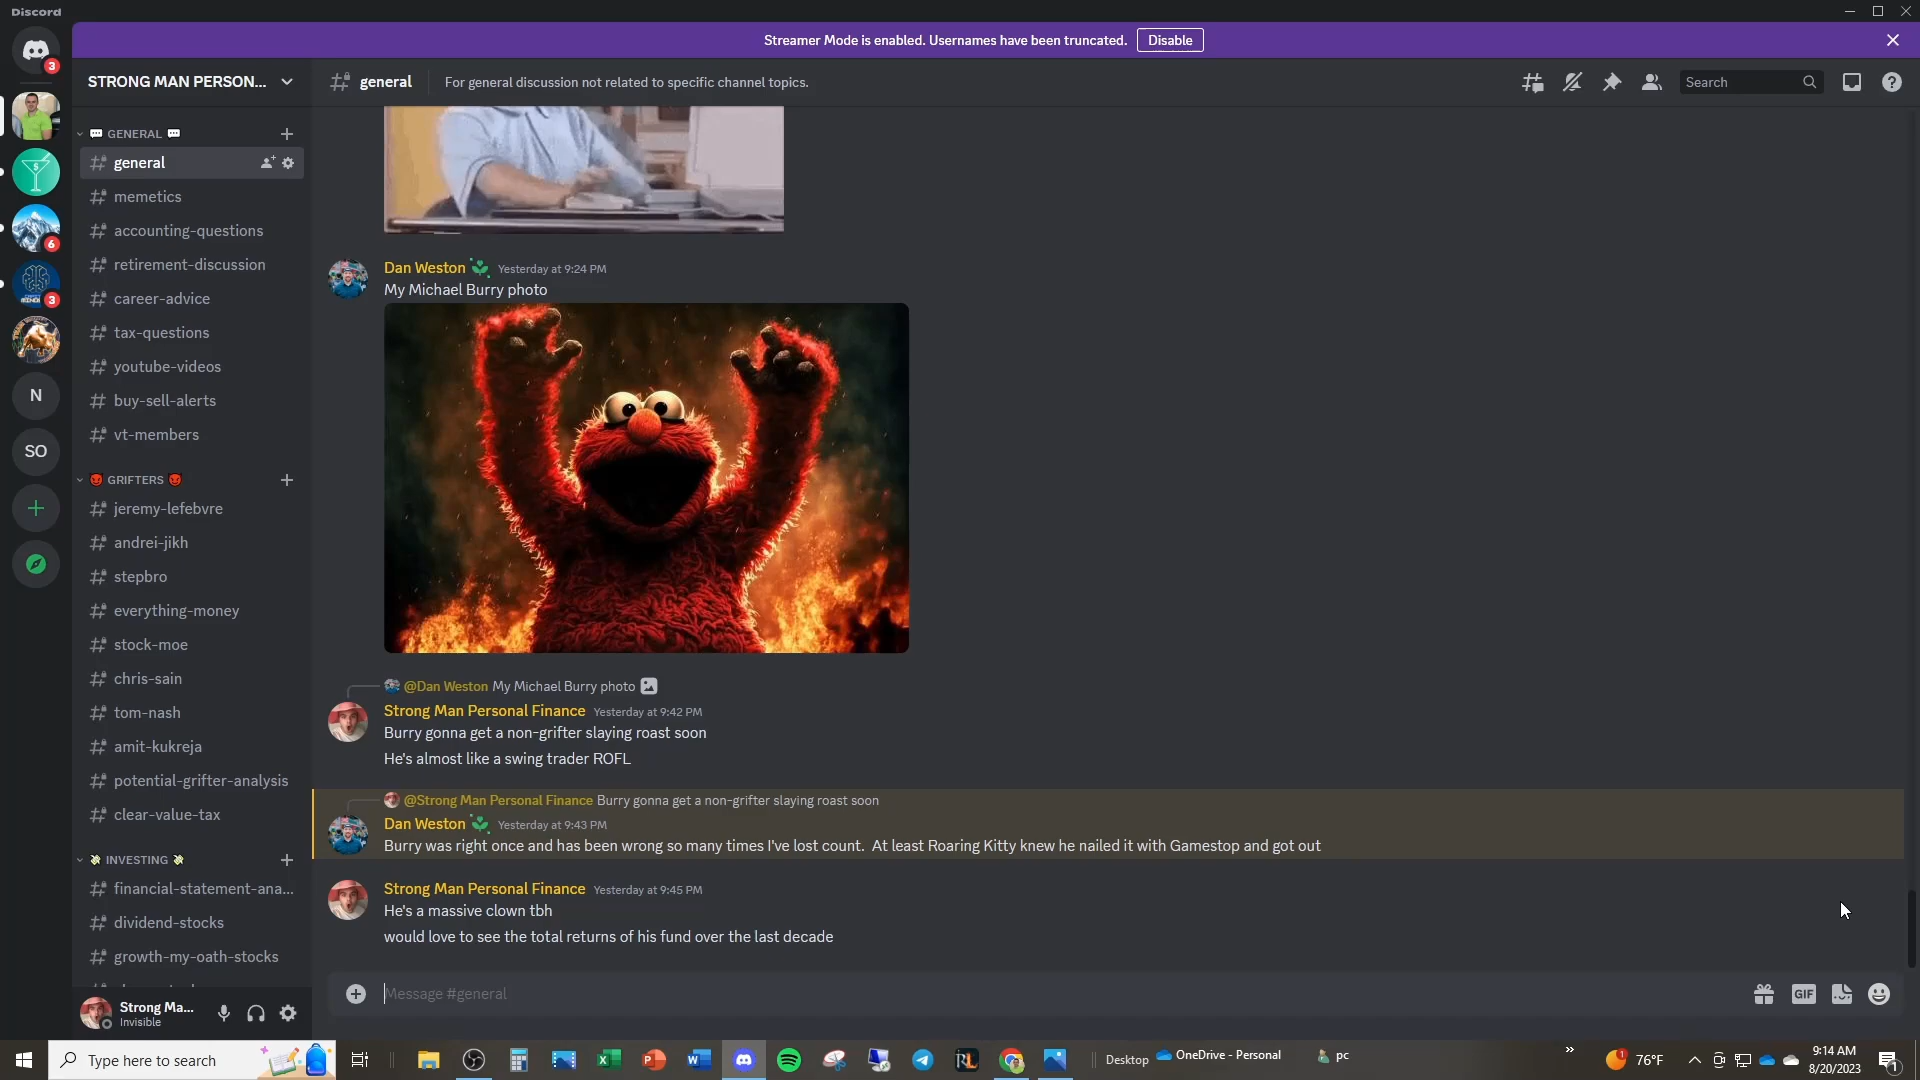 Discord
Streamer Mode is enabled. Usernames have been truncated.
Disable
3
6
3
N
SO
STRONG MAN PERSON...
general
For general discussion not related to specific channel topics.
Search
GENERAL
general
memetics
accounting-questions
retirement-discussion
career-advice
tax-questions
youtube-videos
buy-sell-alerts
vt-members
GRIFTERS
jeremy-lefebvre
andrei-jikh
stepbro
everything-money
stock-moe
chris-sain
tom-nash
amit-kukreja
potential-grifter-analysis
clear-value-tax
INVESTING
financial-statement-ana...
dividend-stocks
growth-my-oath-stocks
Strong Ma...
Invisible
Dan Weston Yesterday at 9:24 PM
My Michael Burry photo
@Dan Weston My Michael Burry photo
Strong Man Personal Finance Yesterday at 9:42 PM
Burry gonna get a non-grifter slaying roast soon
He's almost like a swing trader ROFL
@Strong Man Personal Finance Burry gonna get a non-grifter slaying roast soon
Dan Weston Yesterday at 9:43 PM
Burry was right once and has been wrong so many times I've lost count. At least Roaring Kitty knew he nailed it with Gamestop and got out
Strong Man Personal Finance Yesterday at 9:45 PM
He's a massive clown tbh
would love to see the total returns of his fund over the last decade
Message #general
GIF
Type here to search
Desktop
OneDrive - Personal
pc
76°F
9:14 AM
8/20/2023
1